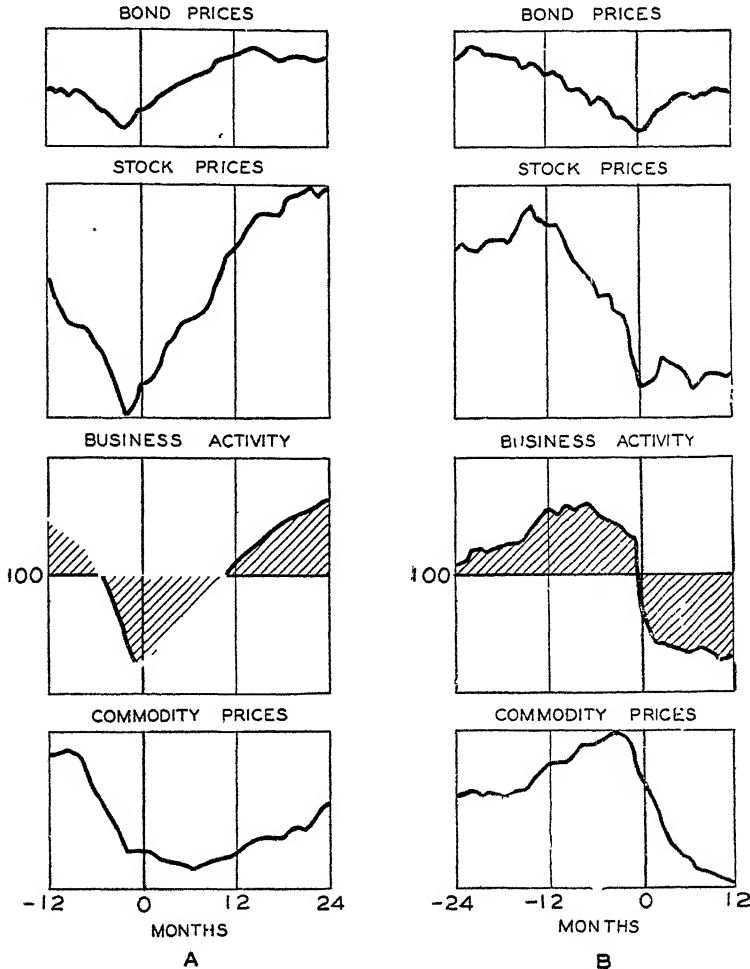 BOND PRICES
STOCK PRICES
BUSINESS ACTIVITY
100
COMMODITY PRICES
-12 0 12 24
MONTHS
A
BOND PRICES
STOCK PRICES
BUSINESS ACTIVITY
100
COMMODITY PRICES
-24 -12 0 12
MONTHS
B